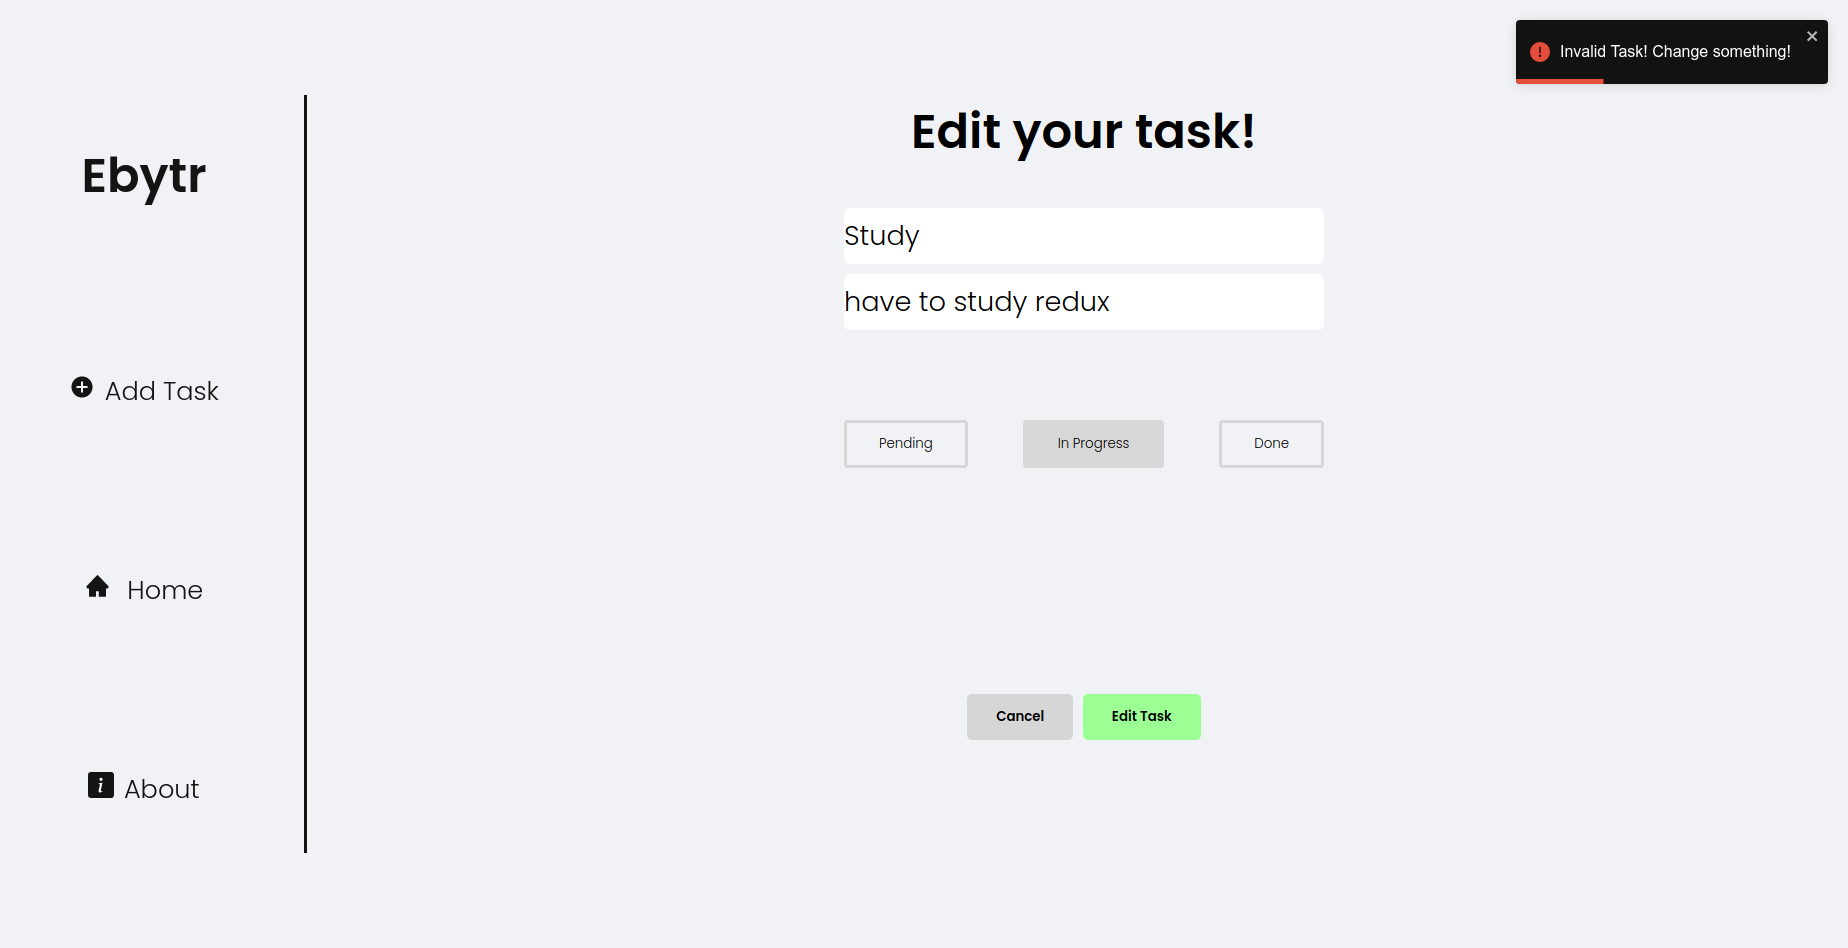 Invalid Task! Change something!
Ebytr
Add Task
Home
About
Edit your task!
Study
have to study redux
Pending
In Progress
Done
Cancel
Edit Task